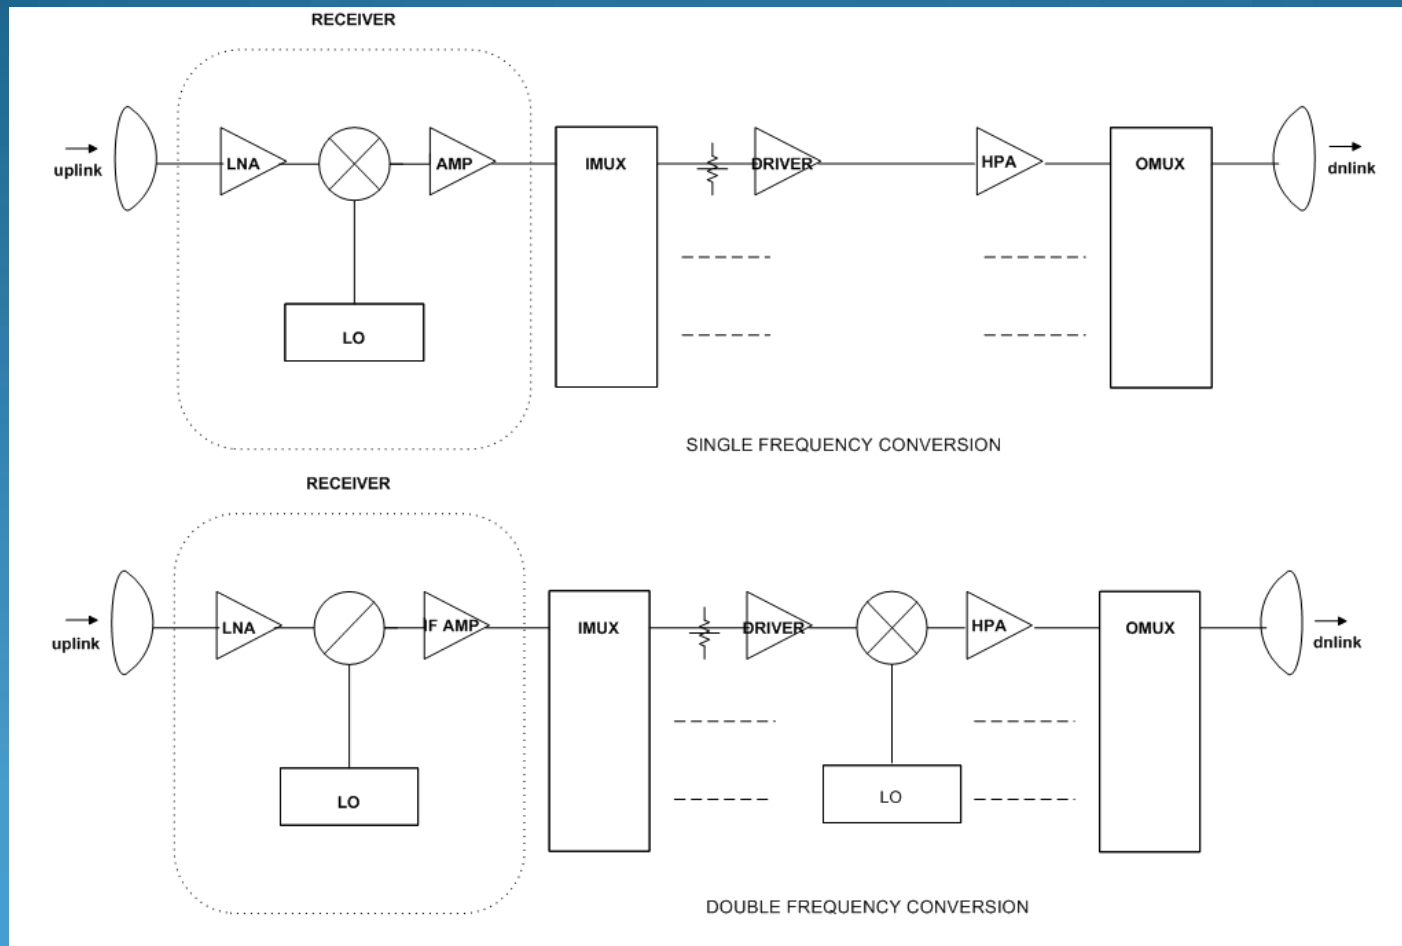 RECEIVER
uplink
LNA
AMP
IMUX
DRIVER
HPA
OMUX
dnlink
LO
SINGLE FREQUENCY CONVERSION
RECEIVER
uplink
LNA
IF AMP
IMUX
DRIVER
HPA
OMUX
dnlink
LO
LO
DOUBLE FREQUENCY CONVERSION